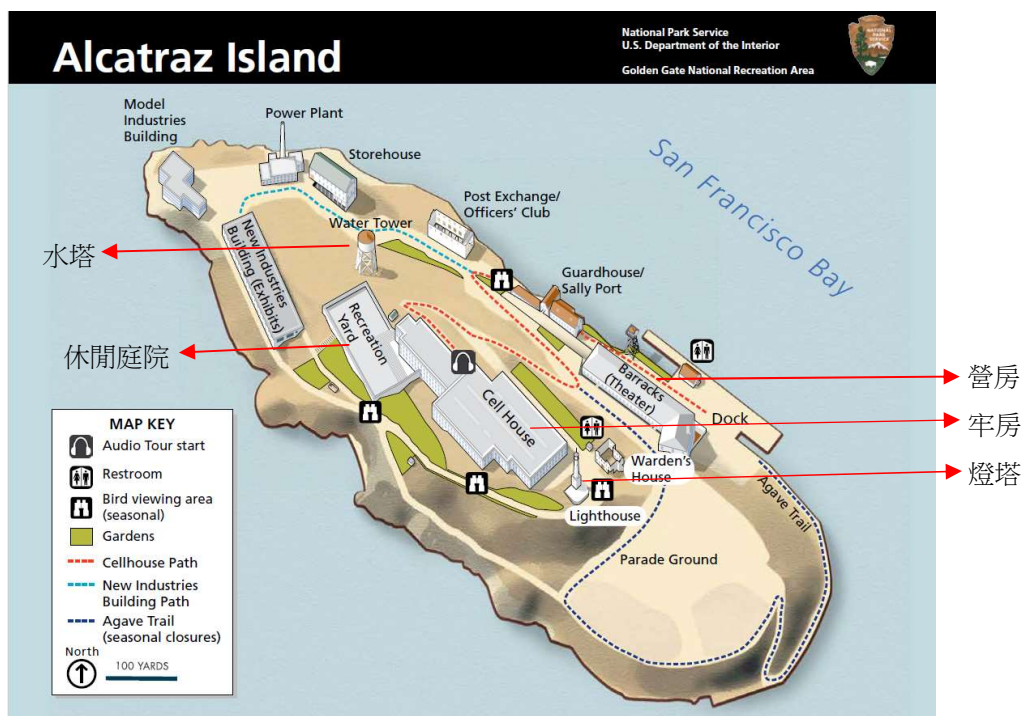 Alcatraz Island
National Park Service
U.S. Department of the Interior
Golden Gate National Recreation Area
NATIONAL
PARK
SERVICE
Model
Industries
Building
Power Plant
Storehouse
Post Exchange/
Officers' Club
San Francisco Bay
Water Tower
水塔
New Industries
Building (Exhibits)
Guardhouse/
Sally Port
Recreation
Yard
休閒庭院
Barracks
(Theater)
營房
Cell House
牢房
Dock
Warden's
House
燈塔
Lighthouse
Agave Trail
Parade Ground
MAP KEY
Audio Tour start
Restroom
Bird viewing area
(seasonal)
Gardens
Cellhouse Path
New Industries
Building Path
Agave Trail
(seasonal closures)
North
100 YARDS